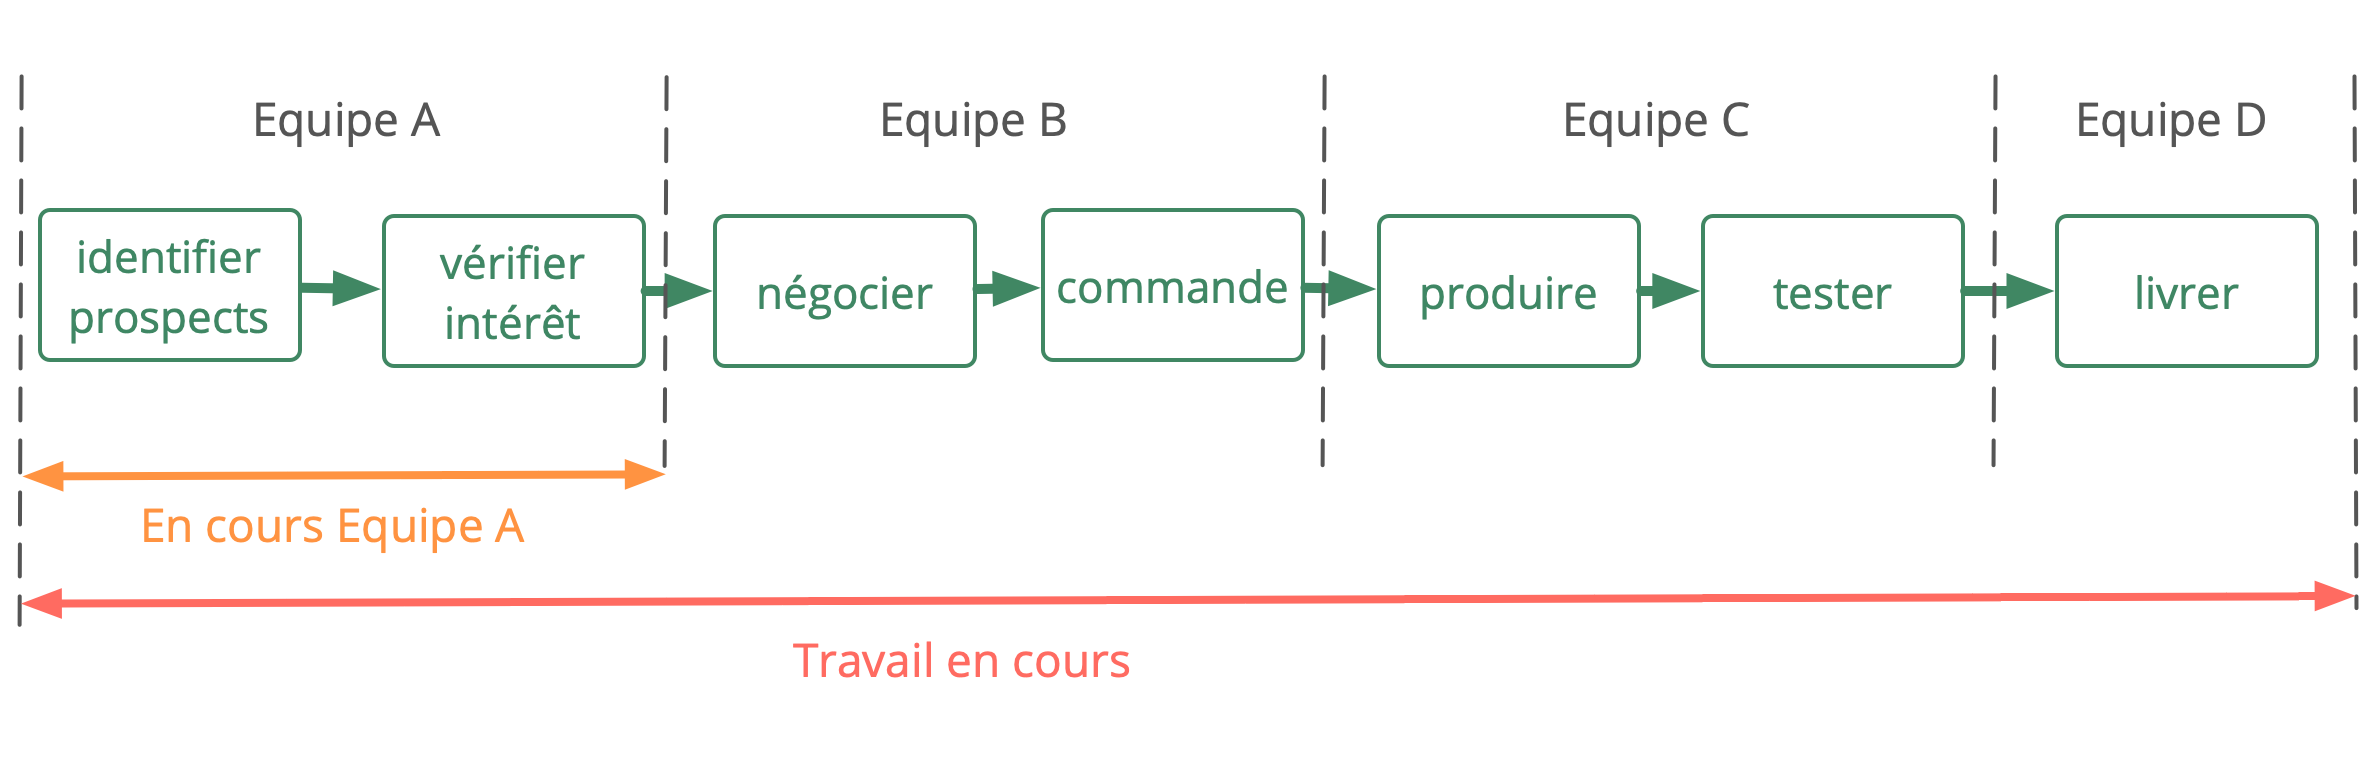 Equipe A
Equipe B
Equipe C
Equipe D
identifier
prospects
vérifier
intérêt
négocier
commande
produire
tester
livrer
En cours Equipe A
Travail en cours